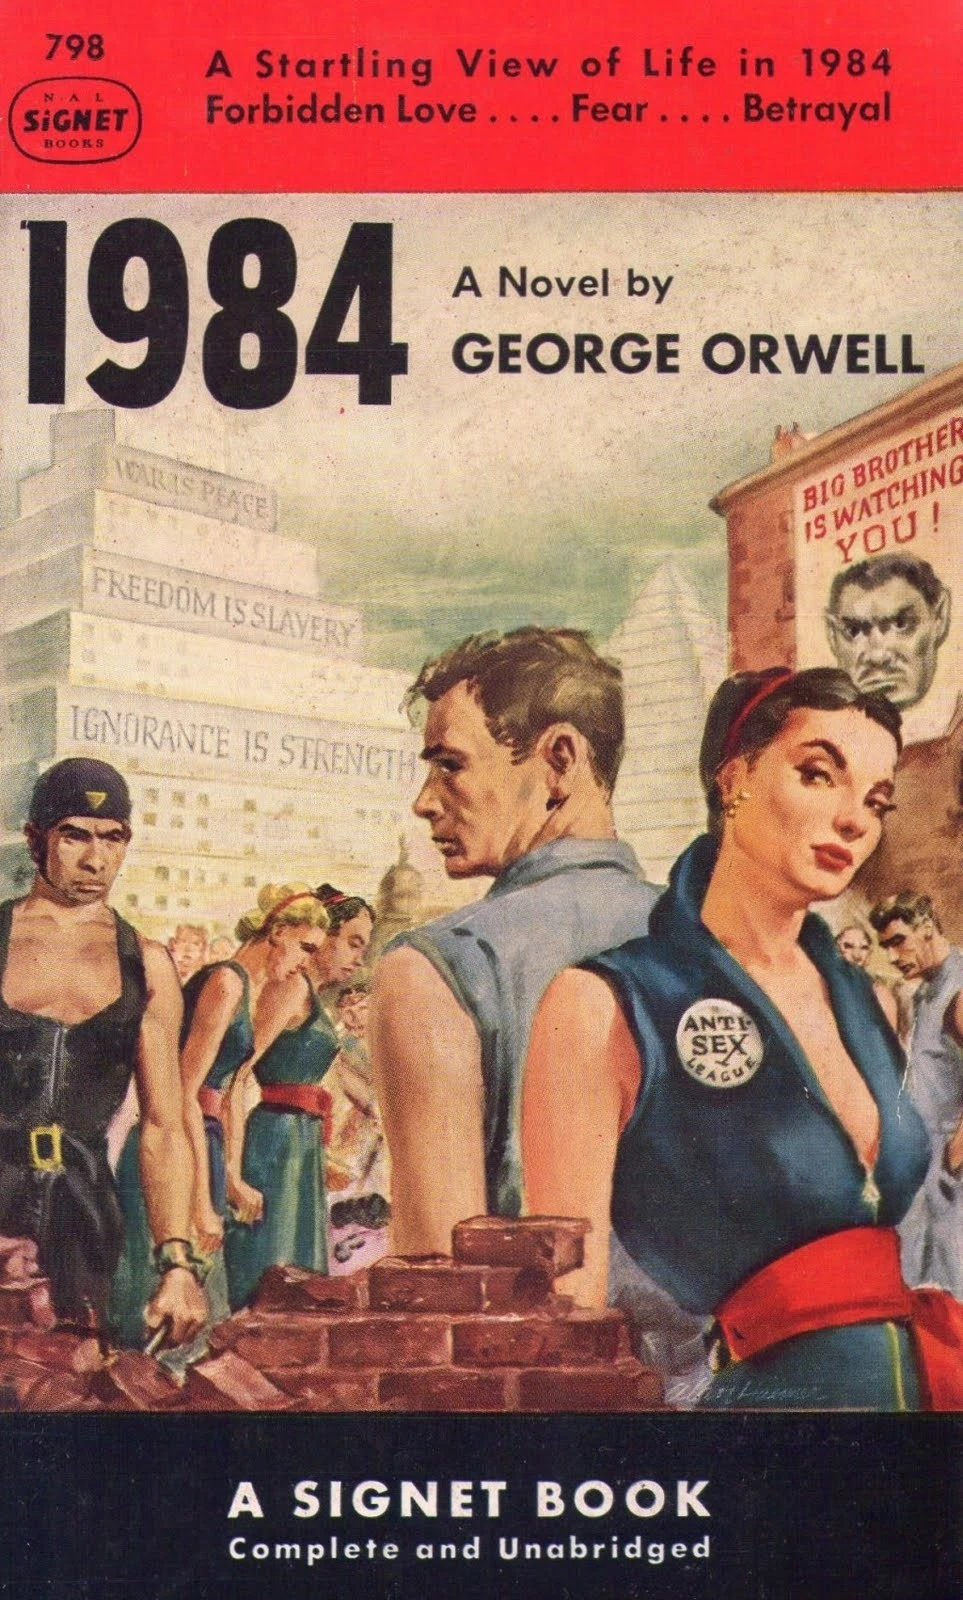 798
N·A·L
SIGNET
BOOKS
A Startling View of Life in 1984
Forbidden Love .... Fear .... Betrayal
1984
A Novel by
GEORGE ORWELL
WAR IS PEACE
FREEDOM IS SLAVERY
IGNORANCE IS STRENGTH
BIG BROTHER
IS WATCHING
YOU!
ANTI-
SEX
LEAGUE
A SIGNET BOOK
Complete and Unabridged